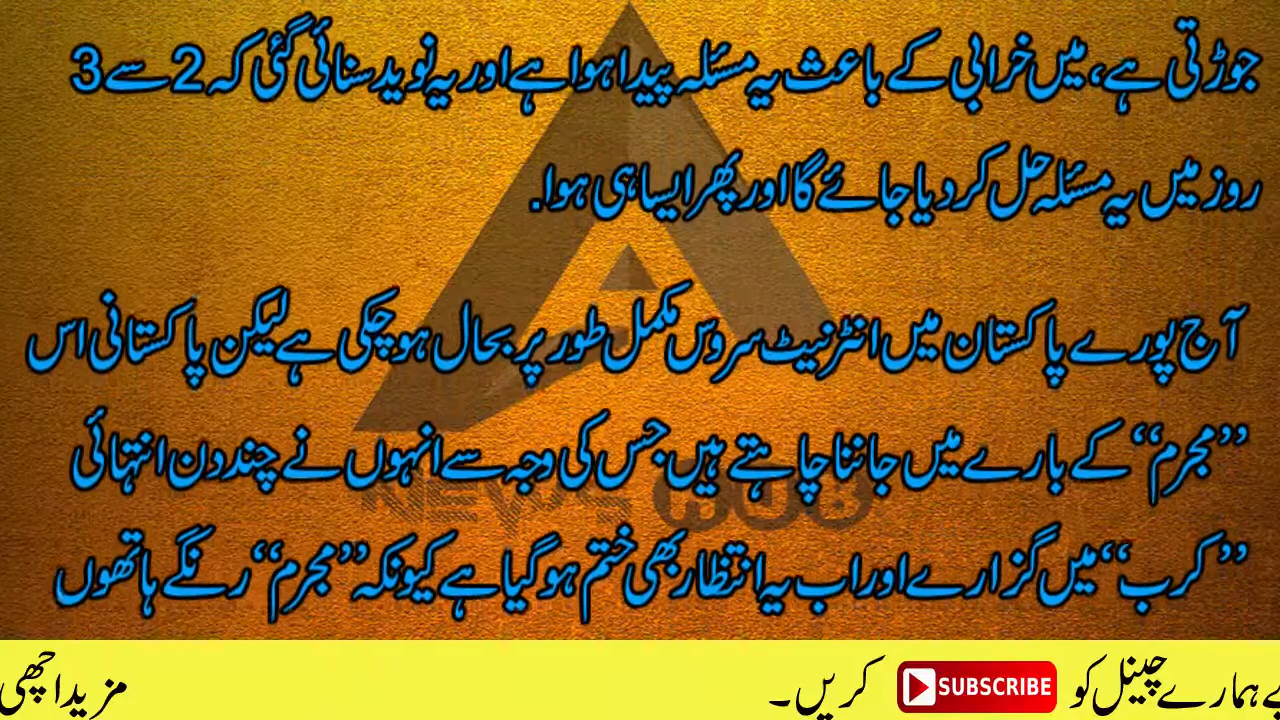 جوڑتی ہے، میں خرابی کے باعث یہ مسئلہ پیدا ہوا ہے اور یہ نوید سنائی گئی کہ 2 سے 3
روز میں یہ مسئلہ حل کر دیا جائے گا اور پھر ایسا ہی ہوا.
آج پورے پاکستان میں انٹرنیٹ سروس مکمل طور پر بحال ہو چکی ہے لیکن پاکستانی اس
”مجرم“ کے بارے میں جاننا چاہتے ہیں جس کی وجہ سے انہوں نے چند دن انتہائی
”کرب“ میں گزارے اور اب یہ انتظار بھی ختم ہو گیا ہے کیونکہ ”مجرم“ رنگے ہاتھوں
NEWS
ہمارے چینل کو SUBSCRIBE کریں۔ مزید اچھی